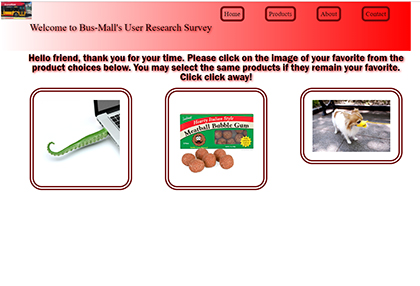 Home Products About Contact
Welcome to Bus-Mall's User Research Survey
Hello friend, thank you for your time. Please click on the image of your favorite from the
product choices below. You may select the same products if they remain your favorite.
Click click away!
Hearty Italian Style
Meatball Bubble Gum